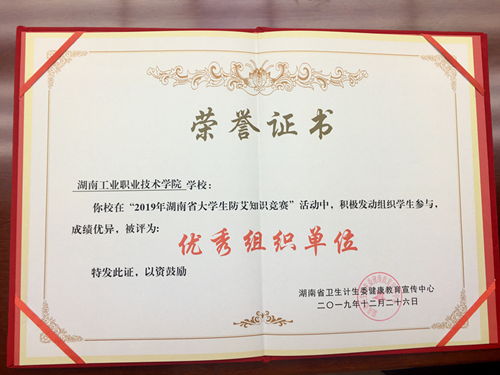 荣誉证书
湖南工业职业技术学院 学校：
你校在“2019年湖南省大学生防艾知识竞赛”活动中，积极发动组织学生参与，
成绩优异，被评为：
优秀组织单位
特发此证，以资鼓励
湖南省卫生计生委健康教育宣传中心
二〇一九年十二月二十六日